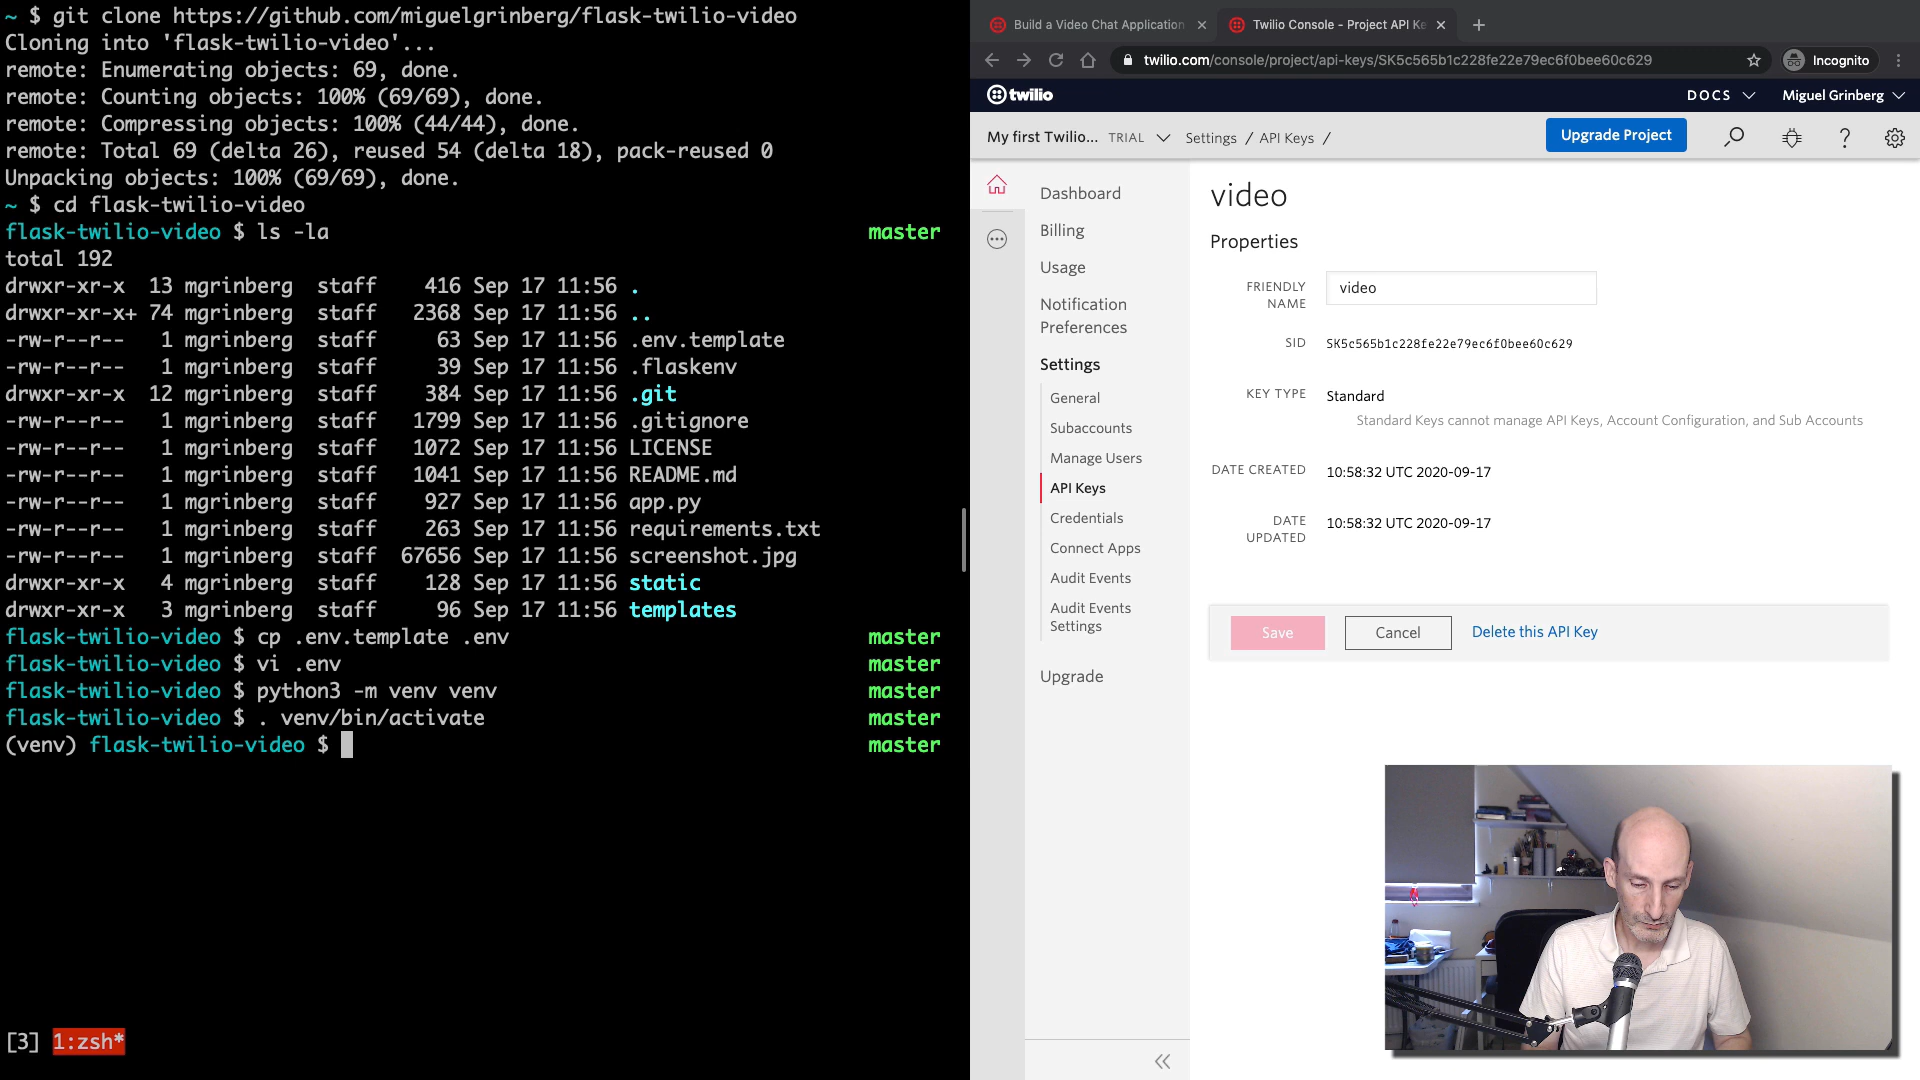 ~ $ git clone https://github.com/miguelgrinberg/flask-twilio-video
Cloning into 'flask-twilio-video'...
remote: Enumerating objects: 69, done.
remote: Counting objects: 100% (69/69), done.
remote: Compressing objects: 100% (44/44), done.
remote: Total 69 (delta 26), reused 54 (delta 18), pack-reused 0
Unpacking objects: 100% (69/69), done.
~ $ cd flask-twilio-video
flask-twilio-video $ ls -la master
total 192
drwxr-xr-x 13 mgrinberg staff 416 Sep 17 11:56 .
drwxr-xr-x+ 74 mgrinberg staff 2368 Sep 17 11:56 ..
-rw-r--r-- 1 mgrinberg staff 63 Sep 17 11:56 .env.template
-rw-r--r-- 1 mgrinberg staff 39 Sep 17 11:56 .flaskenv
drwxr-xr-x 12 mgrinberg staff 384 Sep 17 11:56 .git
-rw-r--r-- 1 mgrinberg staff 1799 Sep 17 11:56 .gitignore
-rw-r--r-- 1 mgrinberg staff 1072 Sep 17 11:56 LICENSE
-rw-r--r-- 1 mgrinberg staff 1041 Sep 17 11:56 README.md
-rw-r--r-- 1 mgrinberg staff 927 Sep 17 11:56 app.py
-rw-r--r-- 1 mgrinberg staff 263 Sep 17 11:56 requirements.txt
-rw-r--r-- 1 mgrinberg staff 67656 Sep 17 11:56 screenshot.jpg
drwxr-xr-x 4 mgrinberg staff 128 Sep 17 11:56 static
drwxr-xr-x 3 mgrinberg staff 96 Sep 17 11:56 templates
flask-twilio-video $ cp .env.template .env master
flask-twilio-video $ vi .env master
flask-twilio-video $ python3 -m venv venv master
flask-twilio-video $ . venv/bin/activate master
(venv) flask-twilio-video $ master
[3] 1:zsh*
Build a Video Chat Application
Twilio Console - Project API Ke
twilio.com/console/project/api-keys/SK5c565b1c228fe22e79ec6f0bee60c629
Incognito
twilio
DOCS
Miguel Grinberg
My first Twilio... TRIAL
Settings / API Keys /
Upgrade Project
?
Dashboard
Billing
Usage
Notification
Preferences
Settings
General
Subaccounts
Manage Users
API Keys
Credentials
Connect Apps
Audit Events
Audit Events
Settings
Upgrade
video
Properties
FRIENDLY
NAME
video
SID SK5c565b1c228fe22e79ec6f0bee60c629
KEY TYPE Standard
Standard Keys cannot manage API Keys, Account Configuration, and Sub Accounts
DATE CREATED 10:58:32 UTC 2020-09-17
DATE
UPDATED
10:58:32 UTC 2020-09-17
Save
Cancel
Delete this API Key